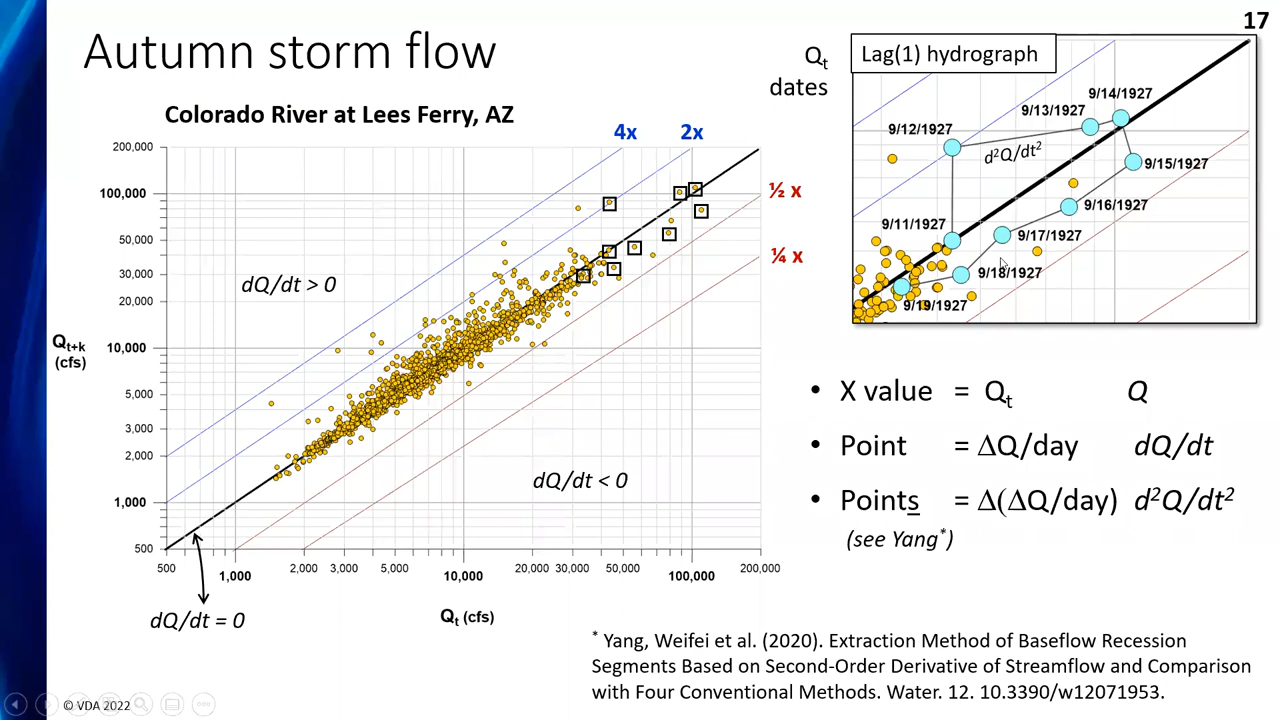 17
Autumn storm flow
Colorado River at Lees Ferry, AZ
4x
2x
½ x
¼ x
200,000
100,000
50,000
30,000
20,000
10,000
5,000
3,000
2,000
1,000
500
Qt+k
(cfs)
dQ/dt > 0
dQ/dt < 0
500
1,000
2,000
3,000
5,000
10,000
20,000
30,000
50,000
100,000
200,000
Qt (cfs)
dQ/dt = 0
Qt
dates
Lag(1) hydrograph
9/14/1927
9/13/1927
9/12/1927
d²Q/dt²
9/15/1927
9/16/1927
9/11/1927
9/17/1927
9/18/1927
9/19/1927
• X value = Qt Q
• Point = ΔQ/day dQ/dt
• Points = Δ(ΔQ/day) d²Q/dt²
(see Yang*)
* Yang, Weifei et al. (2020). Extraction Method of Baseflow Recession
Segments Based on Second-Order Derivative of Streamflow and Comparison
with Four Conventional Methods. Water. 12. 10.3390/w12071953.
© VDA 2022